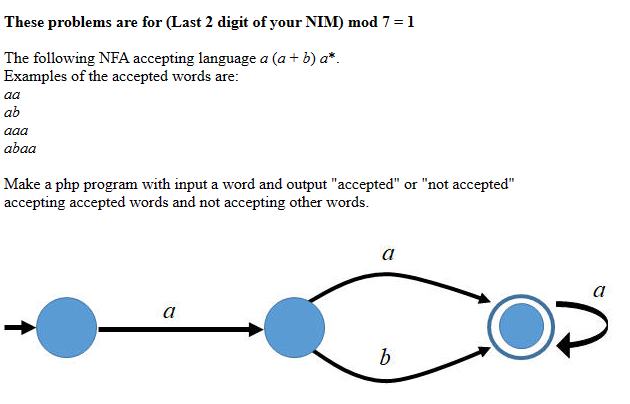 These problems are for (Last 2 digit of your NIM) mod 7 = 1
The following NFA accepting language a (a + b) a*.
Examples of the accepted words are:
aa
ab
aaa
abaa
Make a php program with input a word and output "accepted" or "not accepted"
accepting accepted words and not accepting other words.
a
a
a
b